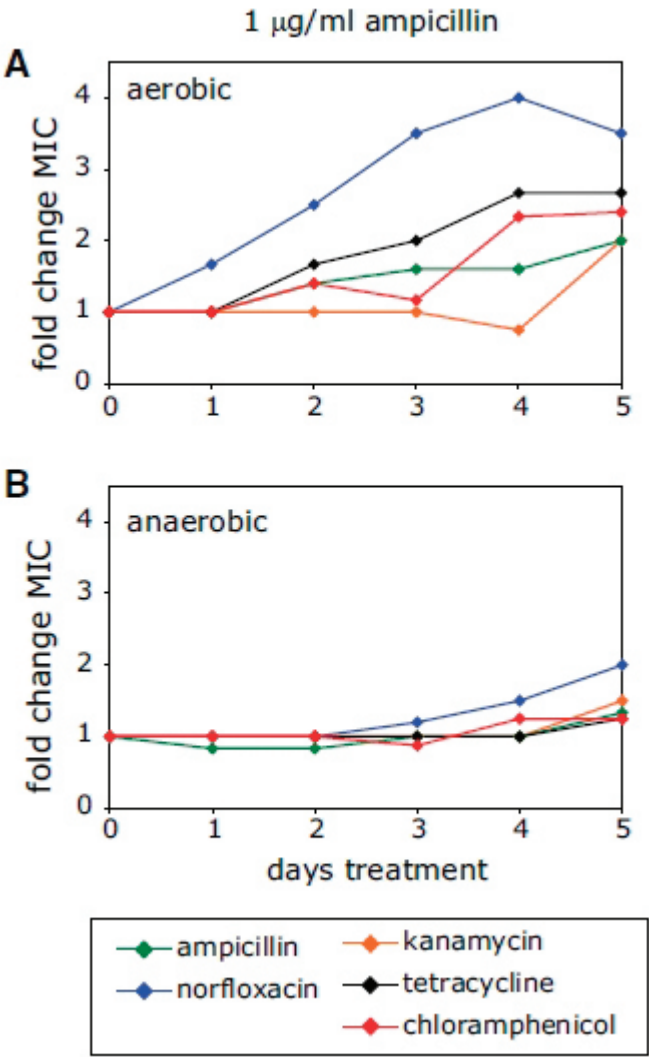 1 μg/ml ampicillin
A
aerobic
fold change MIC
4
3
2
1
0
0 1 2 3 4 5
B
anaerobic
fold change MIC
4
3
2
1
0
0 1 2 3 4 5
days treatment
ampicillin
norfloxacin
kanamycin
tetracycline
chloramphenicol